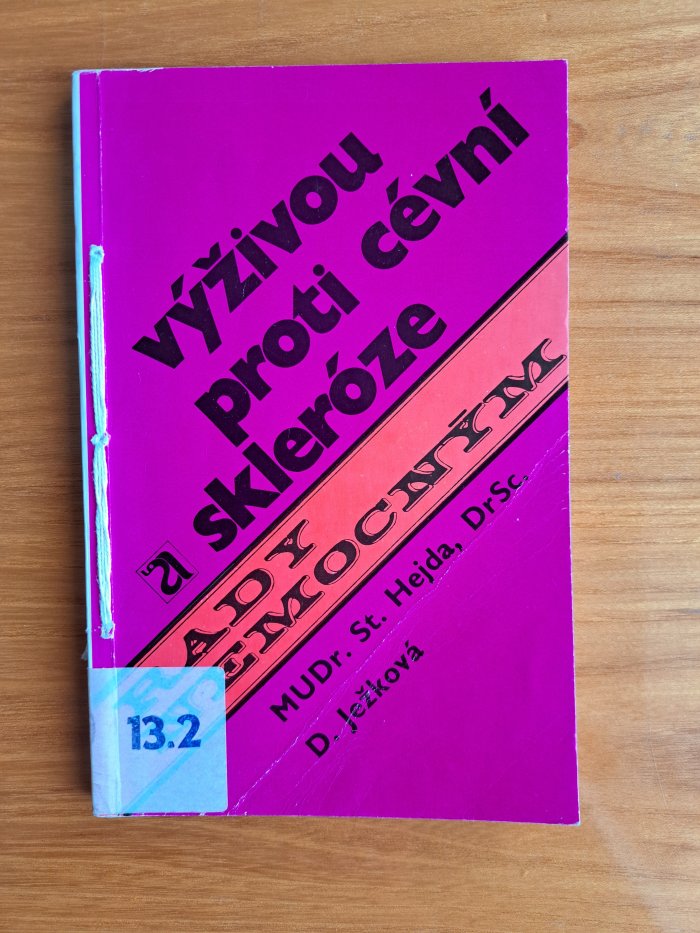 výživou
proti cévní
skleróze
RADY
NEMOCNÝM
MUDr. St. Hejda, DrSc.
D. Ježková
13.2